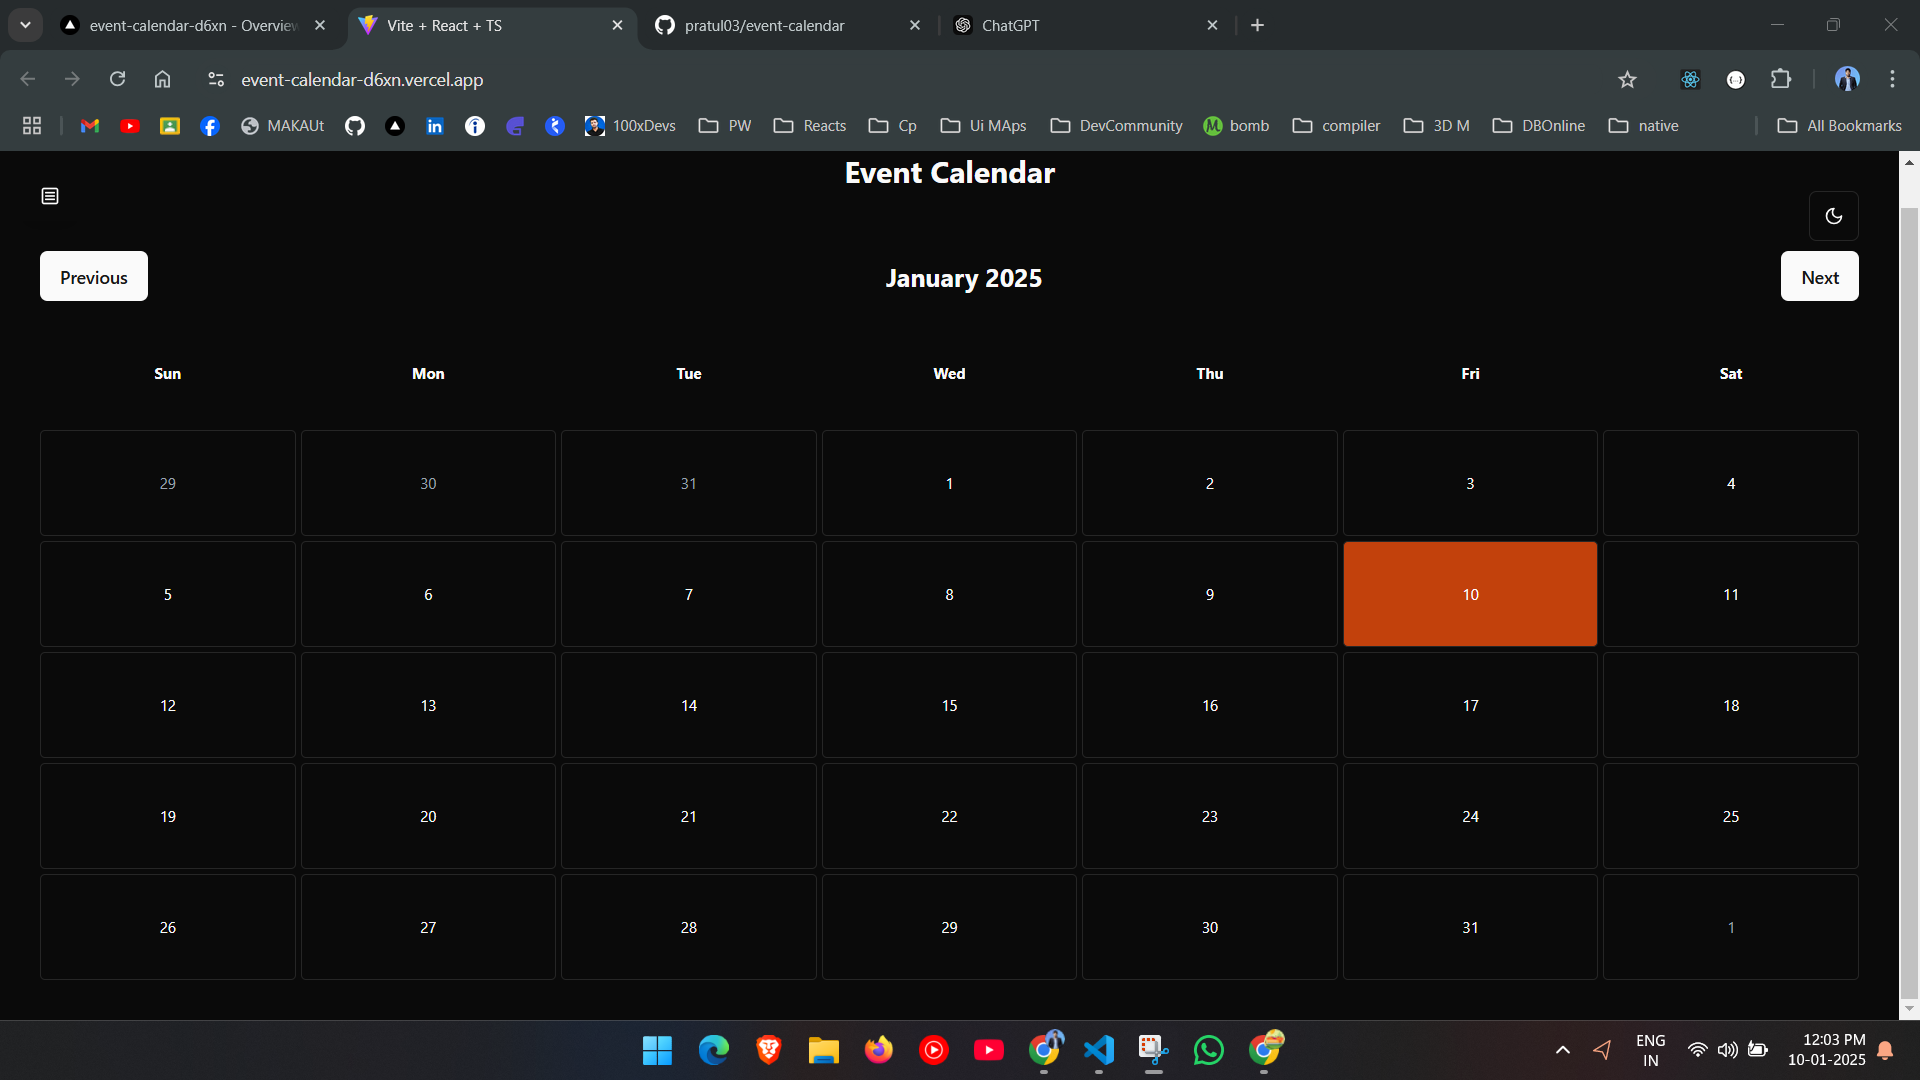 event-calendar-d6xn - Overview
Vite + React + TS
pratul03/event-calendar
ChatGPT
event-calendar-d6xn.vercel.app
MAKAUt
100xDevs
PW
Reacts
Cp
Ui MAps
DevCommunity
bomb
compiler
3D M
DBOnline
native
All Bookmarks
Event Calendar
Previous
January 2025
Next
Sun Mon Tue Wed Thu Fri Sat
29 30 31 1 2 3 4
5 6 7 8 9 10 11
12 13 14 15 16 17 18
19 20 21 22 23 24 25
26 27 28 29 30 31 1
ENG
IN
12:03 PM
10-01-2025